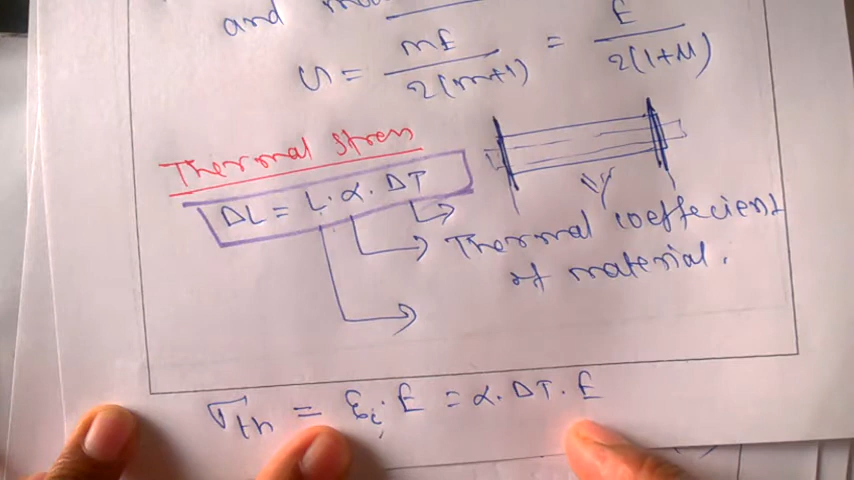 and
G = mE / 2(m+1) = E / 2(1+μ)
Thermal stress
ΔL = L · α · ΔT
Thermal coeffecient
of material.
σth = εi · E = α · ΔT · E